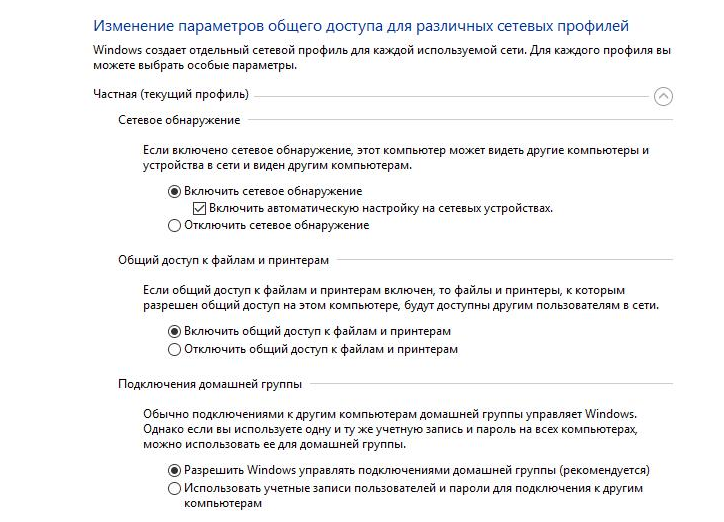 Изменение параметров общего доступа для различных сетевых профилей
Windows создает отдельный сетевой профиль для каждой используемой сети. Для каждого профиля вы
можете выбрать особые параметры.
Частная (текущий профиль)
Сетевое обнаружение
Если включено сетевое обнаружение, этот компьютер может видеть другие компьютеры и
устройства в сети и виден другим компьютерам.
Включить сетевое обнаружение
Включить автоматическую настройку на сетевых устройствах.
Отключить сетевое обнаружение
Общий доступ к файлам и принтерам
Если общий доступ к файлам и принтерам включен, то файлы и принтеры, к которым
разрешен общий доступ на этом компьютере, будут доступны другим пользователям в сети.
Включить общий доступ к файлам и принтерам
Отключить общий доступ к файлам и принтерам
Подключения домашней группы
Обычно подключениями к другим компьютерам домашней группы управляет Windows.
Однако если вы используете одну и ту же учетную запись и пароль на всех компьютерах,
можно использовать ее для домашней группы.
Разрешить Windows управлять подключениями домашней группы (рекомендуется)
Использовать учетные записи пользователей и пароли для подключения к другим
компьютерам